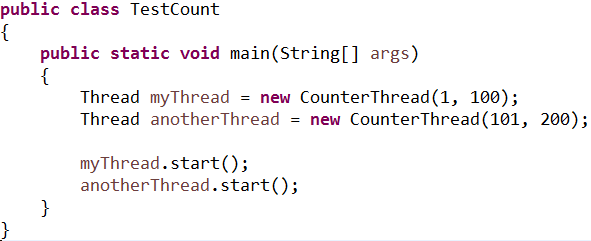 public class TestCount
{
    public static void main(String[] args)
    {
        Thread myThread = new CounterThread(1, 100);
        Thread anotherThread = new CounterThread(101, 200);

        myThread.start();
        anotherThread.start();
    }
}